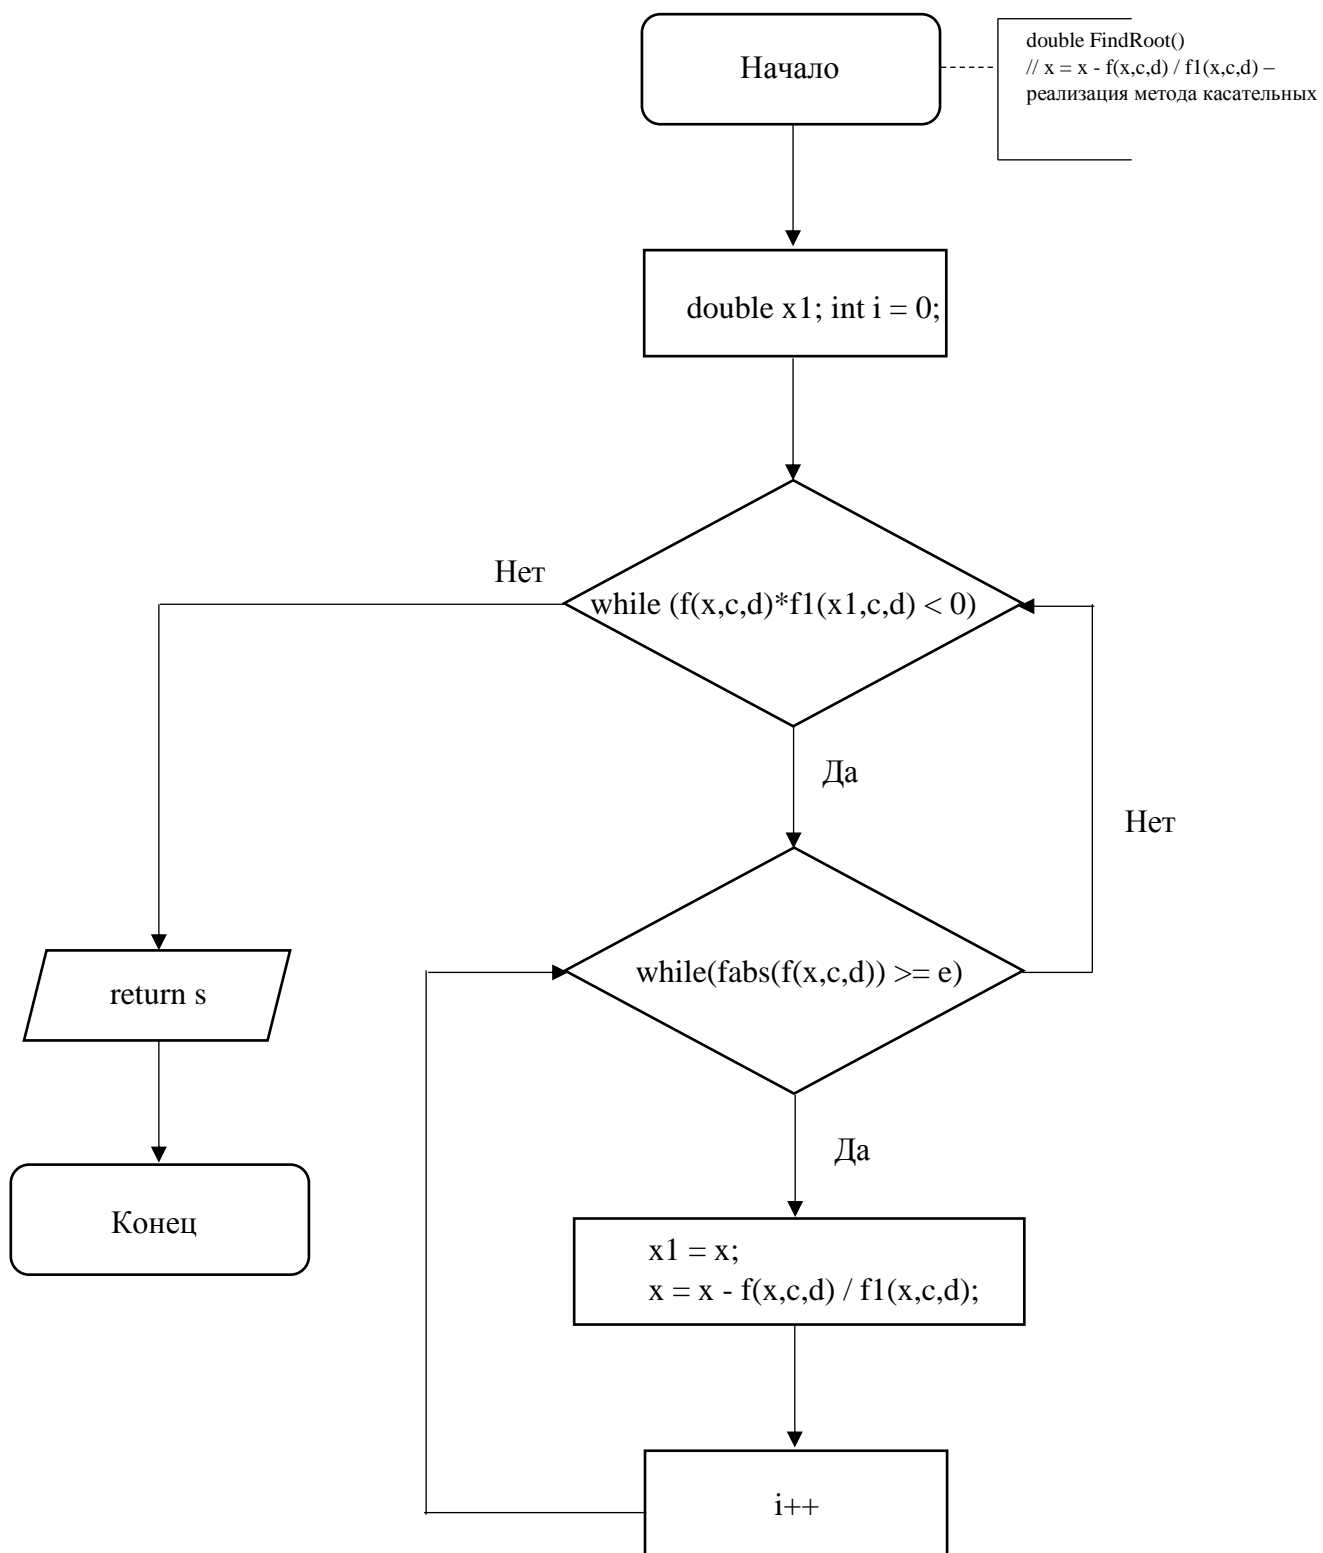 Начало
double FindRoot()
// x = x - f(x,c,d) / f1(x,c,d) –
реализация метода касательных
double x1; int i = 0;
Нет
while (f(x,c,d)*f1(x1,c,d) < 0)
Да
Нет
while(fabs(f(x,c,d)) >= e)
return s
Да
Конец
x1 = x;
x = x - f(x,c,d) / f1(x,c,d);
i++